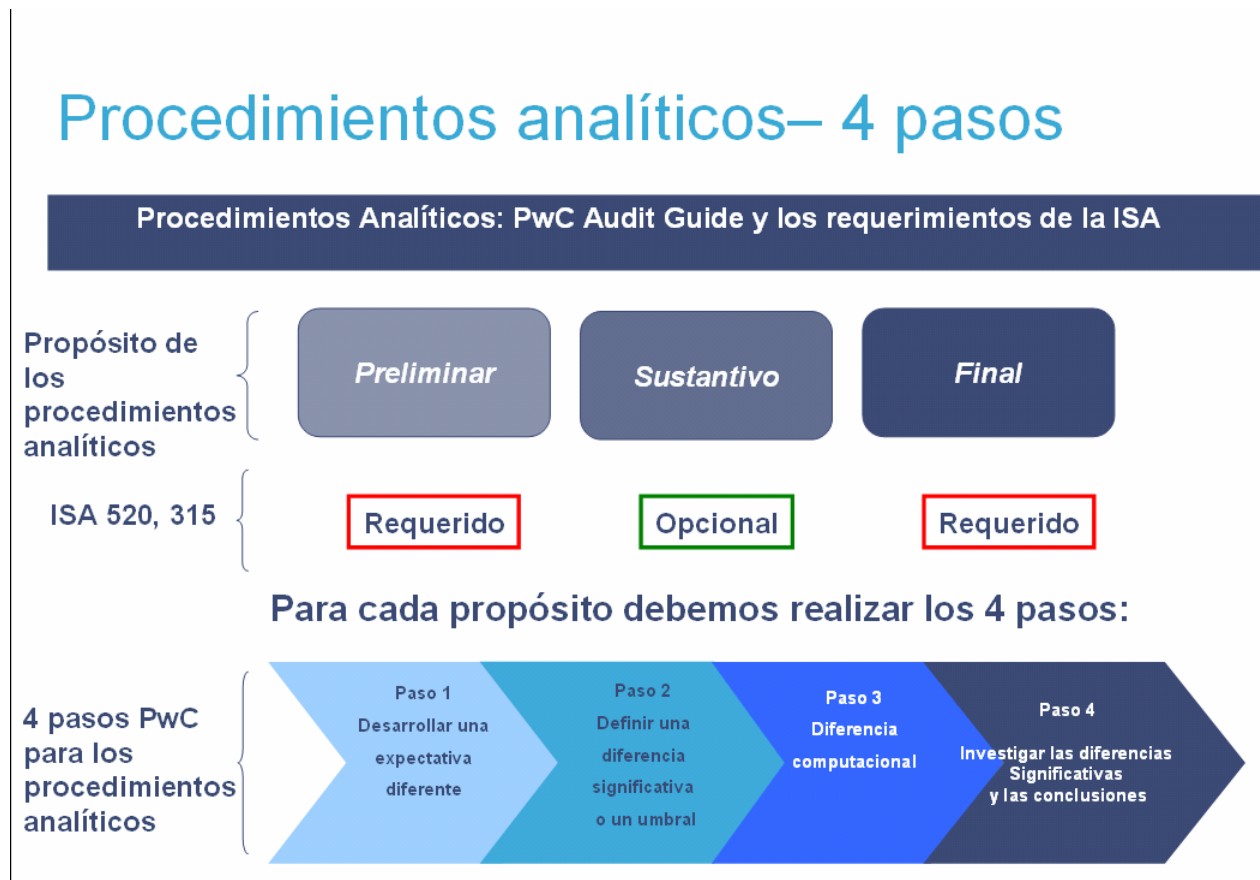 Procedimientos analíticos– 4 pasos
Procedimientos Analíticos: PwC Audit Guide y los requerimientos de la ISA
Propósito de
los
procedimientos
analíticos
Preliminar
Sustantivo
Final
ISA 520, 315
Requerido
Opcional
Requerido
Para cada propósito debemos realizar los 4 pasos:
4 pasos PwC
para los
procedimientos
analíticos
Paso 1
Desarrollar una
expectativa
diferente
Paso 2
Definir una
diferencia
significativa
o un umbral
Paso 3
Diferencia
computacional
Paso 4
Investigar las diferencias
Significativas
y las conclusiones